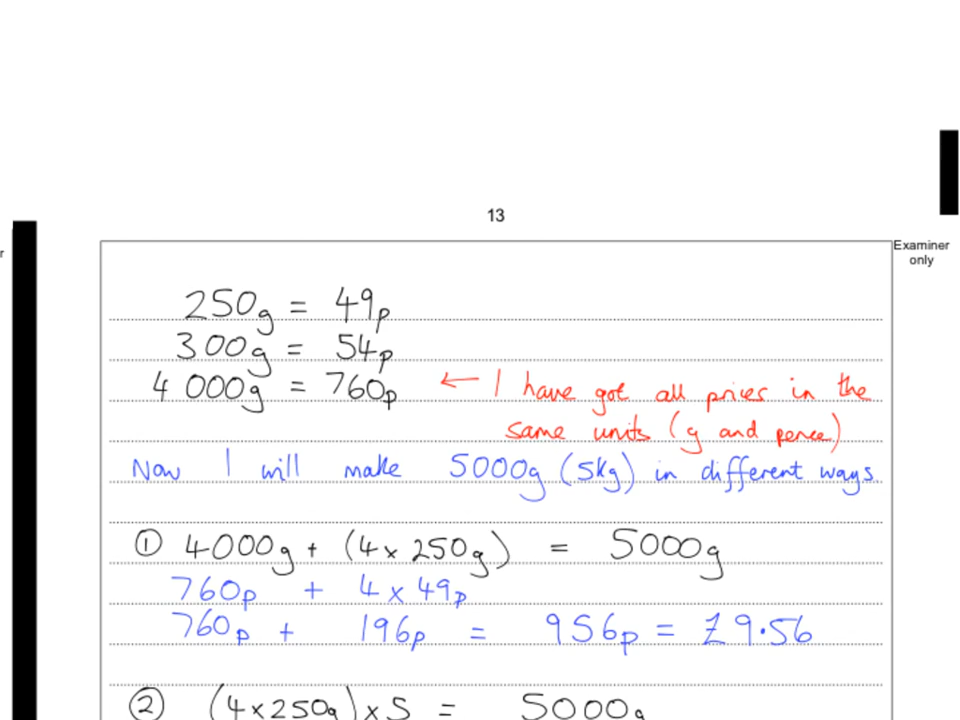 13
r
Examiner
only
250g = 49p
300g = 54p
4 000g = 760p ← I have got all prices in the
same units (g and pence)
Now I will make 5000g (5kg) in different ways
① 4000g + (4 x 250g) = 5000g
760p + 4 x 49p
760p + 196p = 956p = £9.56
② (4x250g) x 5 = 5000g